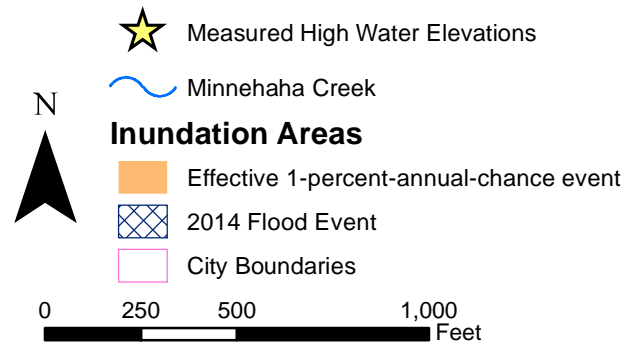 Measured High Water Elevations
Minnehaha Creek
N
Inundation Areas
Effective 1-percent-annual-chance event
2014 Flood Event
City Boundaries
0 250 500 1,000
Feet